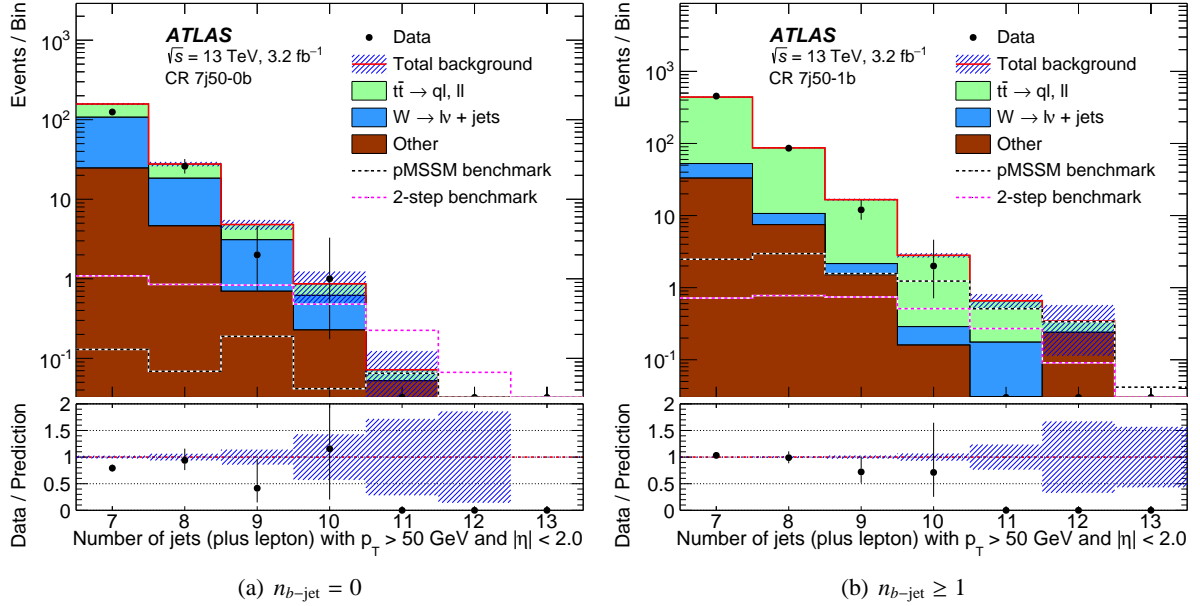 Events / Bin
10³
10²
10
1
10⁻¹
ATLAS
√s = 13 TeV, 3.2 fb⁻¹
CR 7j50-0b
Data
Total background
tt̄ → ql, ll
W → lν + jets
Other
pMSSM benchmark
2-step benchmark
Data / Prediction
2
1.5
1
0.5
0
7 8 9 10 11 12 13
Number of jets (plus lepton) with p_T > 50 GeV and |η| < 2.0
(a) n_{b−jet} = 0
Events / Bin
10³
10²
10
1
10⁻¹
ATLAS
√s = 13 TeV, 3.2 fb⁻¹
CR 7j50-1b
Data
Total background
tt̄ → ql, ll
W → lν + jets
Other
pMSSM benchmark
2-step benchmark
Data / Prediction
2
1.5
1
0.5
0
7 8 9 10 11 12 13
Number of jets (plus lepton) with p_T > 50 GeV and |η| < 2.0
(b) n_{b−jet} ≥ 1